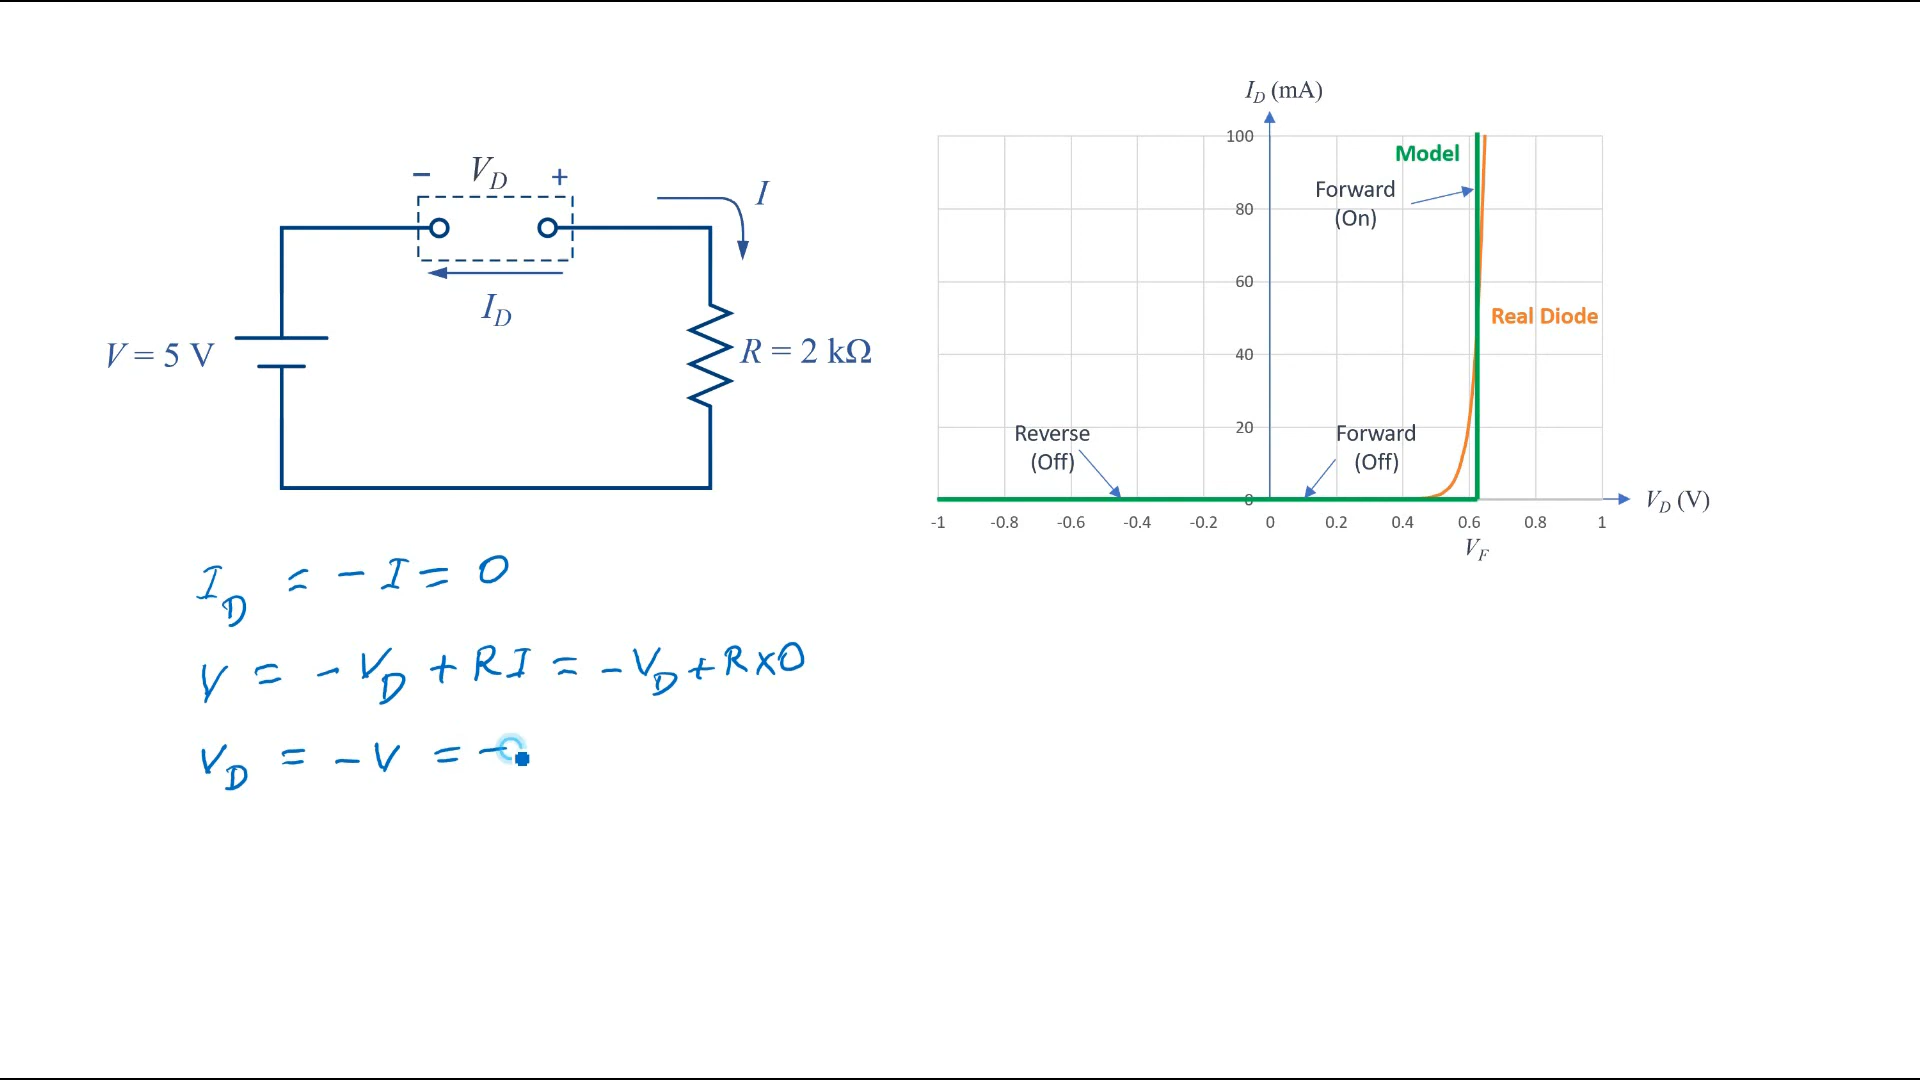 I_D (mA)
100
Model
Forward
(On)
80
60
Real Diode
40
20
Reverse
(Off)
Forward
(Off)
0
V_D (V)
-1 -0.8 -0.6 -0.4 -0.2 0 0.2 0.4 0.6 0.8 1
V_F
− V_D +
I
I_D
V = 5 V
R = 2 kΩ
I_D = - I = 0
V = - V_D + RI = - V_D + R×0
V_D = - V = -